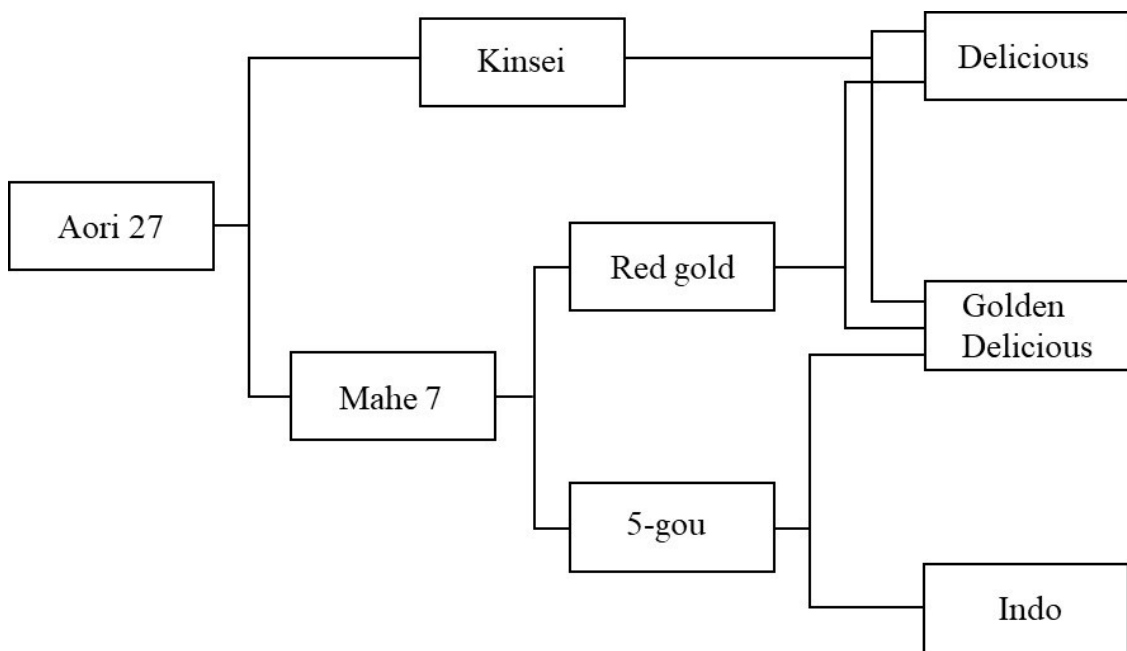 Kinsei
Delicious
Aori 27
Red gold
Golden
Delicious
Mahe 7
5-gou
Indo